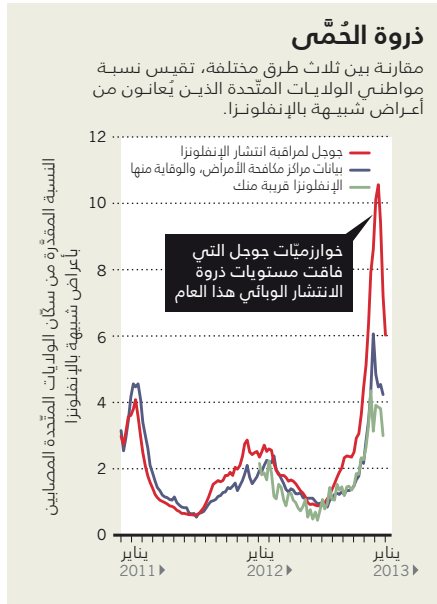 ذروة الحُمَّى
مقارنة بين ثلاث طرق مختلفة، تقيس نسبة
مواطني الولايات المتّحدة الذين يُعانون من
أعراض شبيهة بالإنفلونزا.
النسبة المقدَّرة من سكّان الولايات المتّحدة المصابين
بأعراض شبيهة بالإنفلونزا
12
10
8
6
4
2
0
جوجل لمراقبة انتشار الإنفلونزا
بيانات مراكز مكافحة الأمراض، والوقاية منها
الإنفلونزا قريبة منك
خوارزميّات جوجل التي
فاقت مستويات ذروة
الانتشار الوبائي هذا العام
يناير
2011
يناير
2012
يناير
2013